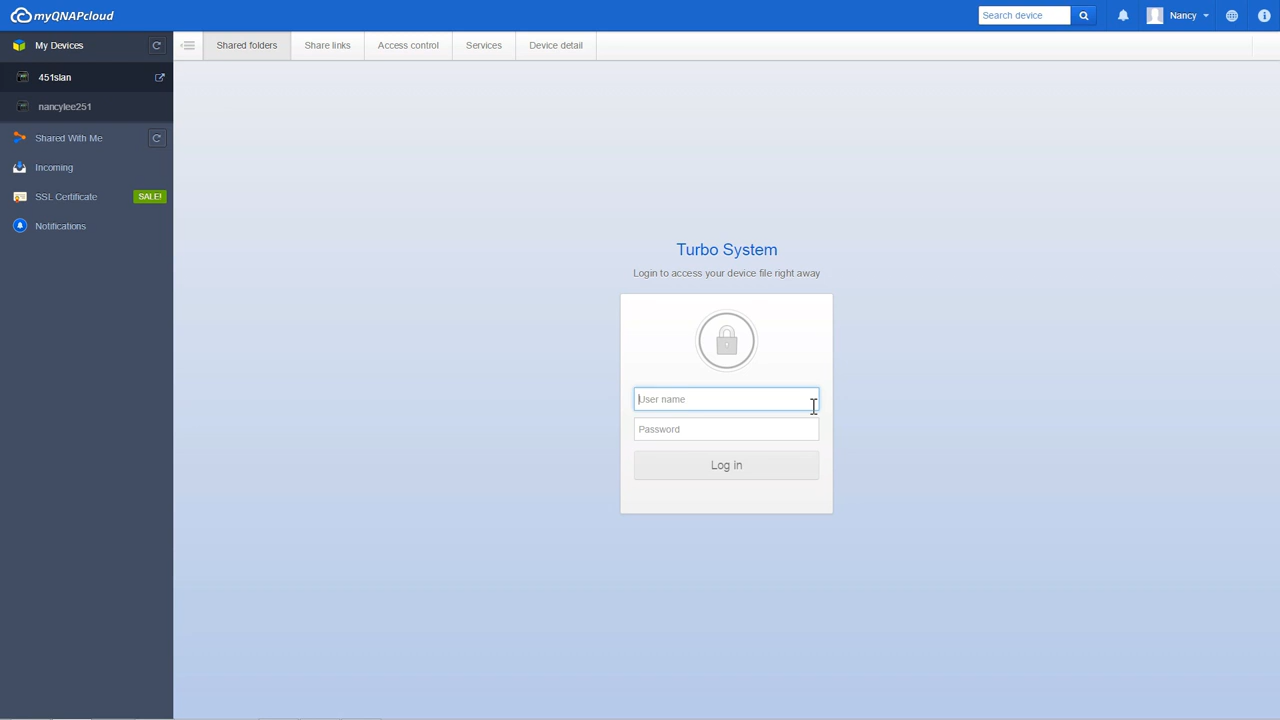 myQNAPcloud
Search device
Nancy
My Devices
451slan
nancylee251
Shared With Me
Incoming
SSL Certificate SALE!
Notifications
Shared folders Share links Access control Services Device detail
Turbo System
Login to access your device file right away
User name
Password
Log in